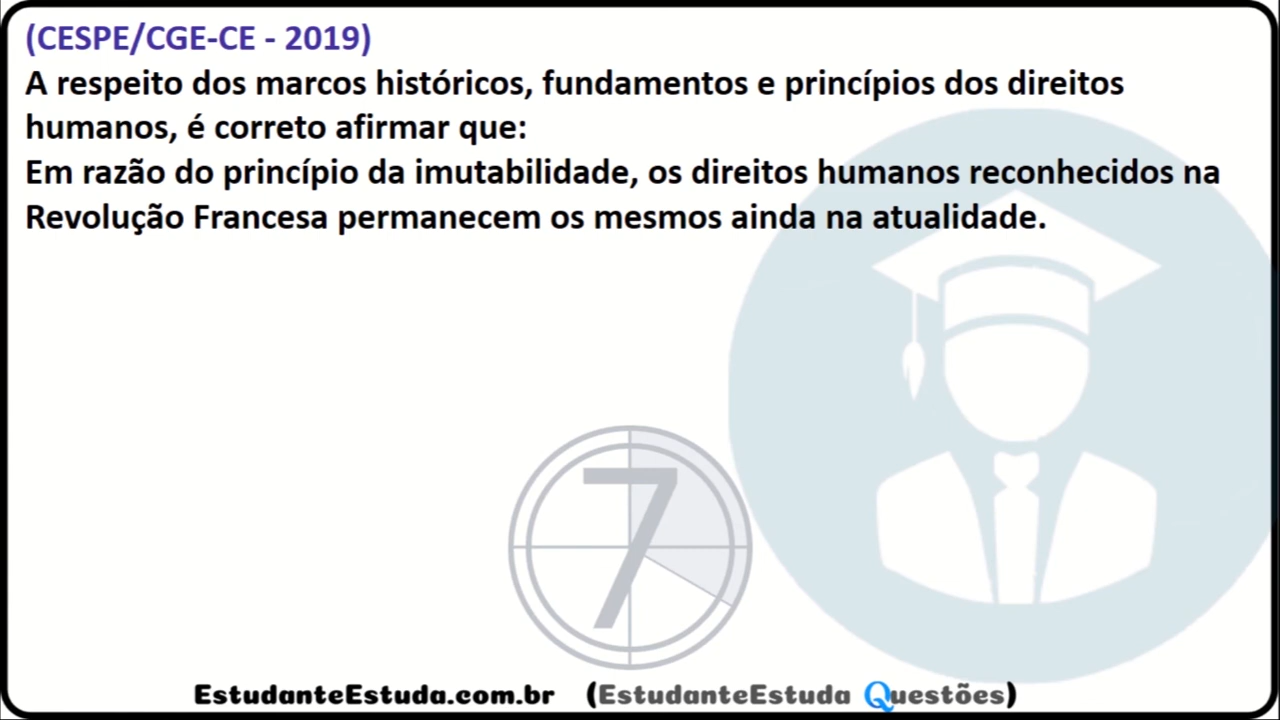 (CESPE/CGE-CE - 2019)
A respeito dos marcos históricos, fundamentos e princípios dos direitos
humanos, é correto afirmar que:
Em razão do princípio da imutabilidade, os direitos humanos reconhecidos na
Revolução Francesa permanecem os mesmos ainda na atualidade.
7
EstudanteEstuda.com.br (EstudanteEstuda Questões)